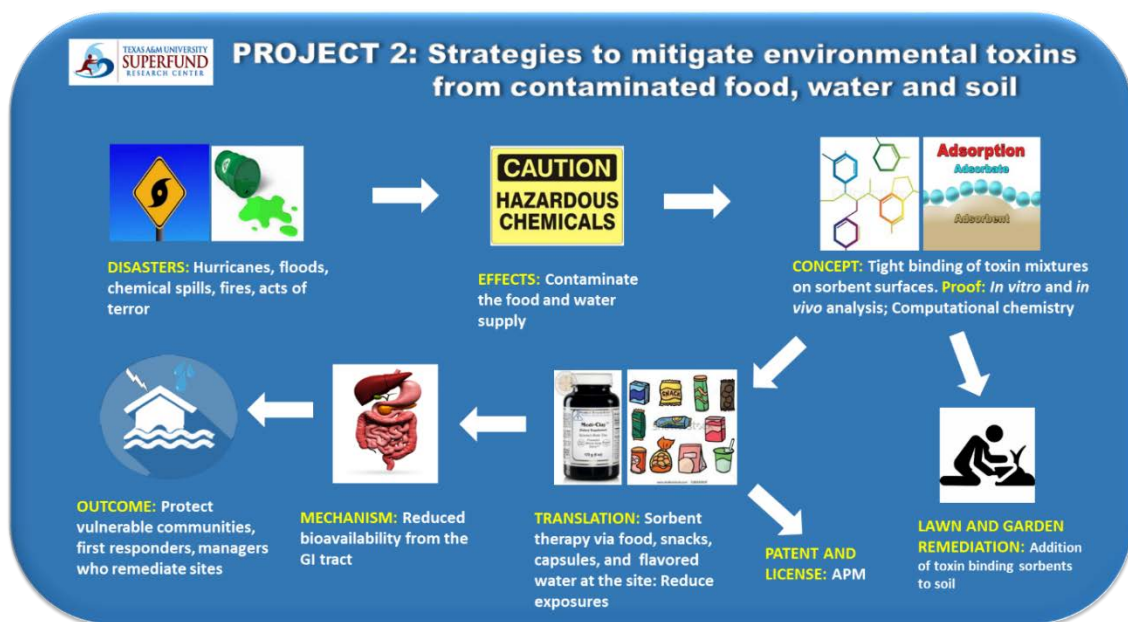 TEXAS A&M UNIVERSITY
SUPERFUND
RESEARCH CENTER
PROJECT 2: Strategies to mitigate environmental toxins
from contaminated food, water and soil
CAUTION
HAZARDOUS
CHEMICALS
Adsorption
Adsorbate
Adsorbent
DISASTERS: Hurricanes, floods,
chemical spills, fires, acts of
terror
EFFECTS: Contaminate
the food and water
supply
CONCEPT: Tight binding of toxin mixtures
on sorbent surfaces. Proof: In vitro and in
vivo analysis; Computational chemistry
OUTCOME: Protect
vulnerable communities,
first responders, managers
who remediate sites
MECHANISM: Reduced
bioavailability from the
GI tract
Medi-Clay
SNACK
TRANSLATION: Sorbent
therapy via food, snacks,
capsules, and flavored
water at the site: Reduce
exposures
PATENT AND
LICENSE: APM
LAWN AND GARDEN
REMEDIATION: Addition
of toxin binding sorbents
to soil